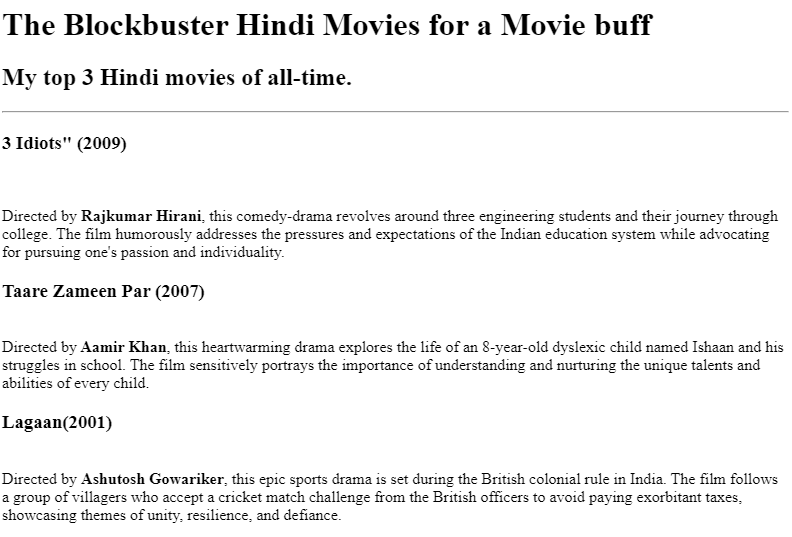 The Blockbuster Hindi Movies for a Movie buff
My top 3 Hindi movies of all-time.
3 Idiots" (2009)
Directed by Rajkumar Hirani, this comedy-drama revolves around three engineering students and their journey through
college. The film humorously addresses the pressures and expectations of the Indian education system while advocating
for pursuing one's passion and individuality.
Taare Zameen Par (2007)
Directed by Aamir Khan, this heartwarming drama explores the life of an 8-year-old dyslexic child named Ishaan and his
struggles in school. The film sensitively portrays the importance of understanding and nurturing the unique talents and
abilities of every child.
Lagaan(2001)
Directed by Ashutosh Gowariker, this epic sports drama is set during the British colonial rule in India. The film follows
a group of villagers who accept a cricket match challenge from the British officers to avoid paying exorbitant taxes,
showcasing themes of unity, resilience, and defiance.